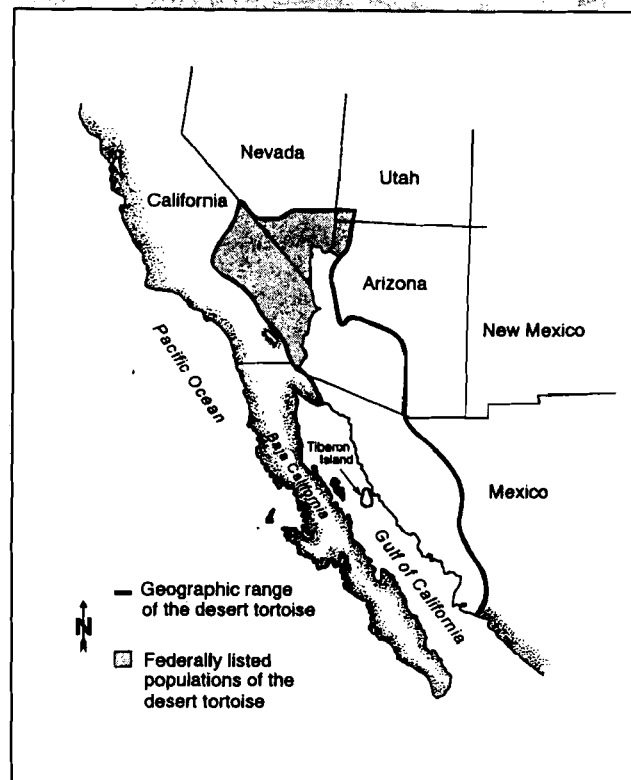 Nevada
Utah
California
Arizona
New Mexico
Pacific Ocean
Baja California
Tiberon
Island
Mexico
Gulf of California
N
Geographic range
of the desert tortoise
Federally listed
populations of the
desert tortoise